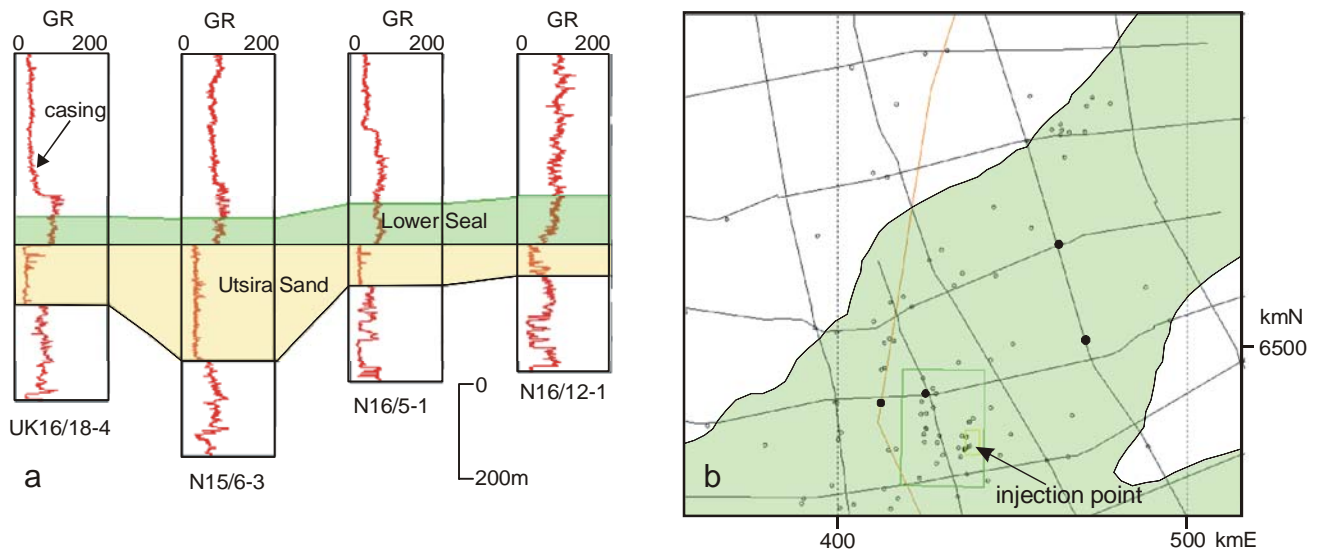 GR
0 200
GR
0 200
GR
0 200
GR
0 200
casing
Lower Seal
Utsira Sand
UK16/18-4
N15/6-3
N16/5-1
N16/12-1
0
200m
a
b
injection point
kmN
6500
400
500 kmE